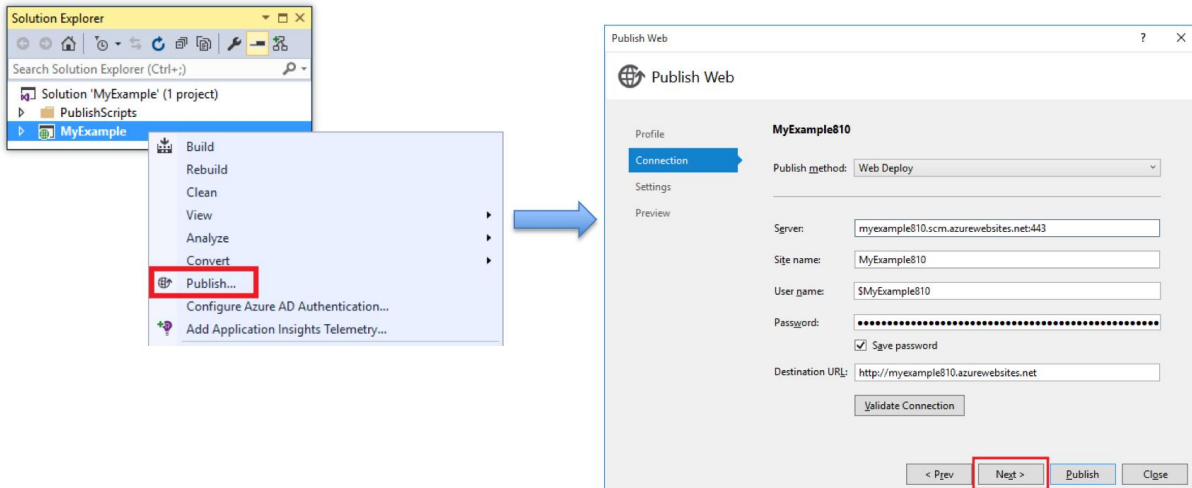 Solution Explorer
Search Solution Explorer (Ctrl+;)
Solution 'MyExample' (1 project)
PublishScripts
MyExample
Build
Rebuild
Clean
View
Analyze
Convert
Publish...
Configure Azure AD Authentication...
Add Application Insights Telemetry...
Publish Web
?
Publish Web
Profile
Connection
Settings
Preview
MyExample810
Publish method: Web Deploy
Server: myexample810.scm.azurewebsites.net:443
Site name: MyExample810
User name: $MyExample810
Password: ••••••••••••••••••••••••••••••••••••••••••••••••••••
Save password
Destination URL: http://myexample810.azurewebsites.net
Validate Connection
< Prev Next > Publish Close